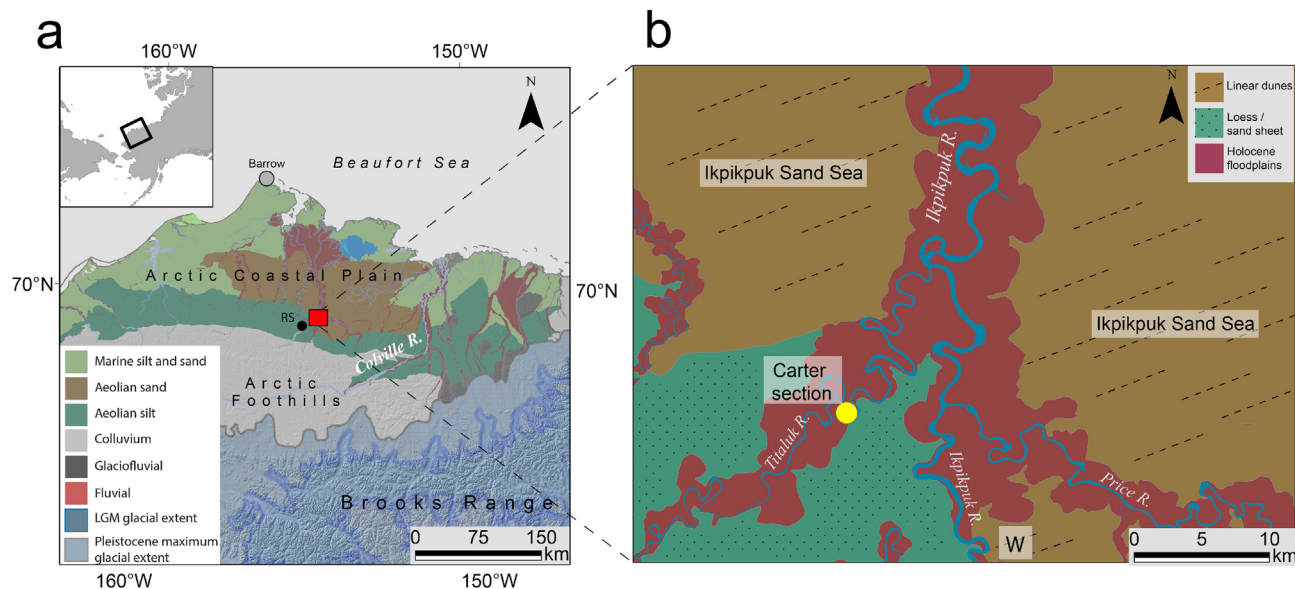 a
160°W
150°W
N
Barrow
Beaufort Sea
70°N
70°N
Arctic Coastal Plain
RS
Colville R.
Arctic
Foothills
Brooks Range
Marine silt and sand
Aeolian sand
Aeolian silt
Colluvium
Glaciofluvial
Fluvial
LGM glacial extent
Pleistocene maximum
glacial extent
0 75 150
km
160°W
150°W
b
N
Linear dunes
Loess /
sand sheet
Holocene
floodplains
Ikpikpuk Sand Sea
Ikpikpuk R.
Ikpikpuk Sand Sea
Carter
section
Titaluk R.
Ikpikpuk R.
Price R.
W
0 5 10
km